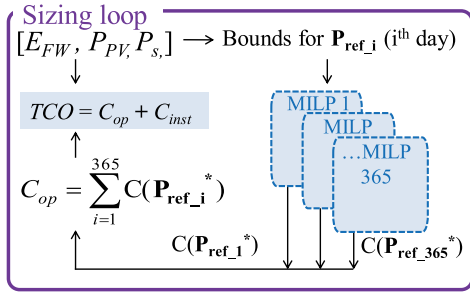 Sizing loop
[E_FW, P_PV, P_s,] → Bounds for P_ref_i (i^th day)
TCO = C_op + C_inst
MILP 1
MILP
...MILP
365
C_op = ∑_{i=1}^{365} C(P_ref_i*)
C(P_ref_1*)
C(P_ref_365*)